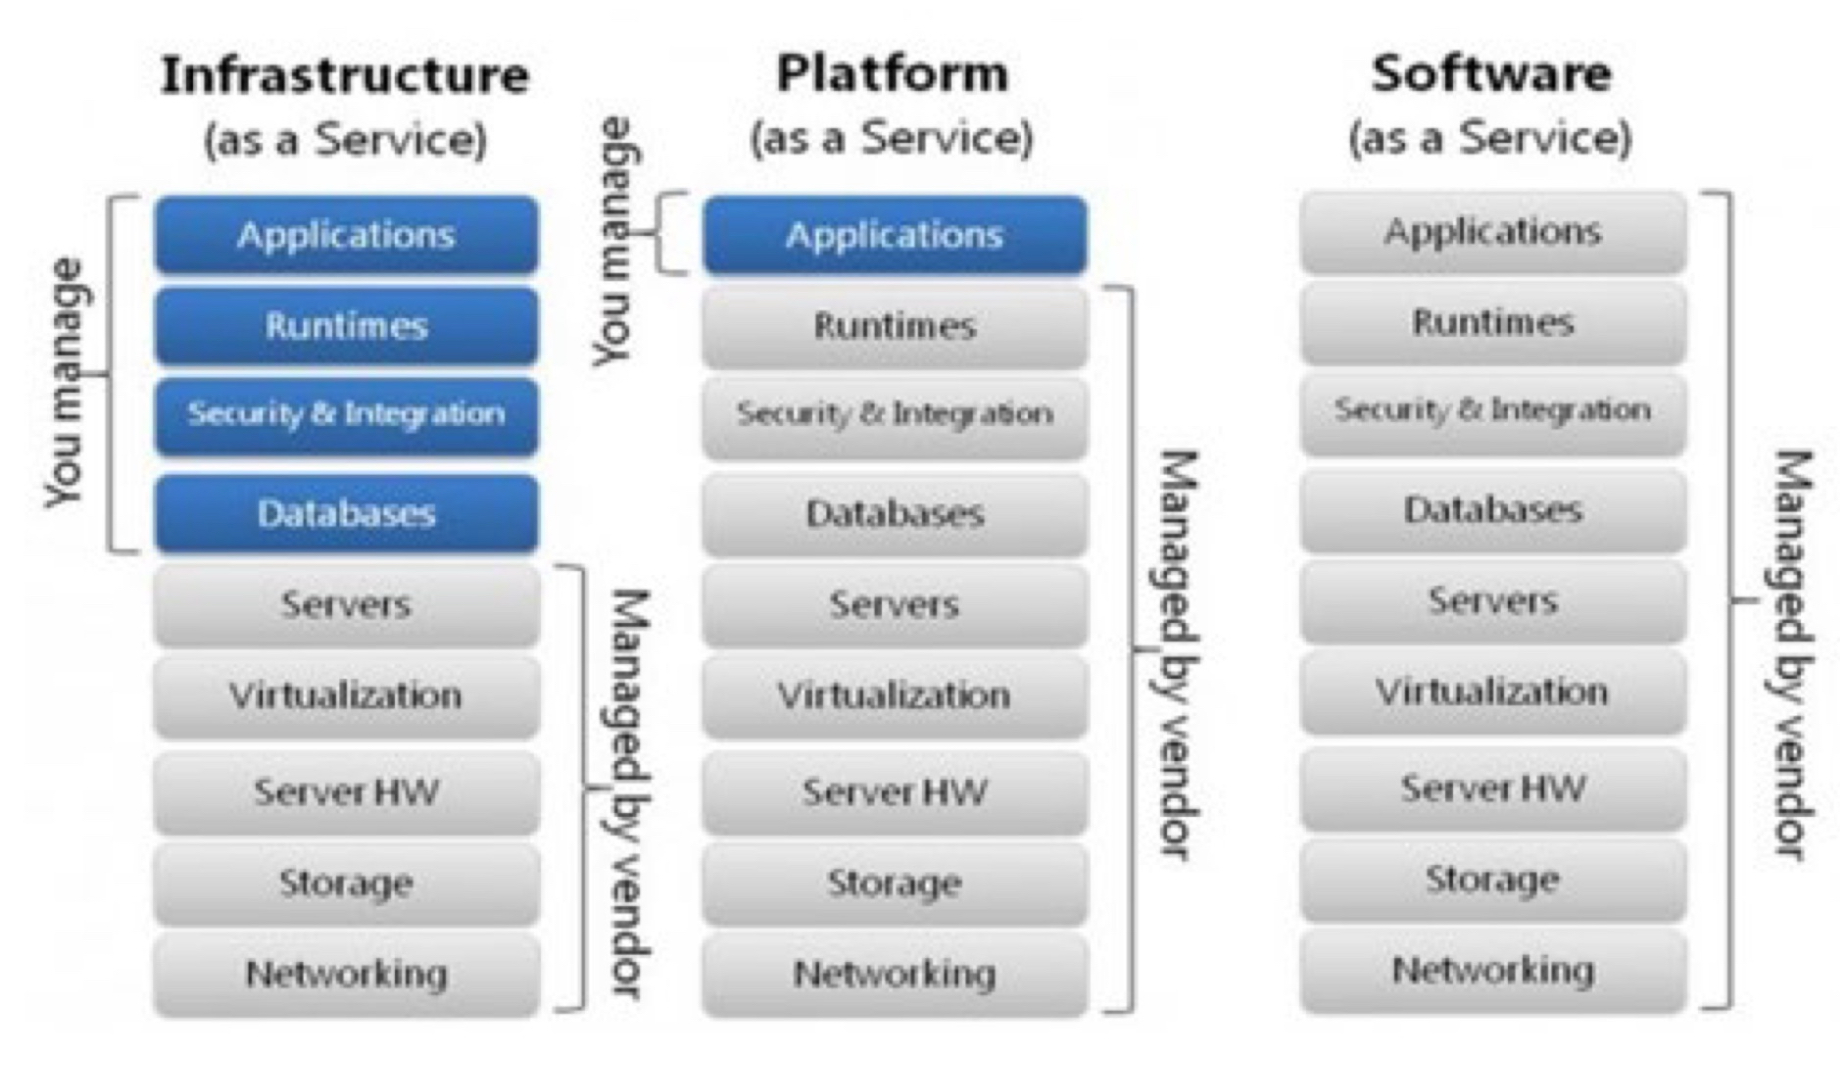 Infrastructure
(as a Service)
You manage
Applications
Runtimes
Security & Integration
Databases
Servers
Virtualization
Server HW
Storage
Networking
Managed by vendor
Platform
(as a Service)
You manage
Applications
Runtimes
Security & Integration
Databases
Servers
Virtualization
Server HW
Storage
Networking
Managed by vendor
Software
(as a Service)
Applications
Runtimes
Security & Integration
Databases
Servers
Virtualization
Server HW
Storage
Networking
Managed by vendor